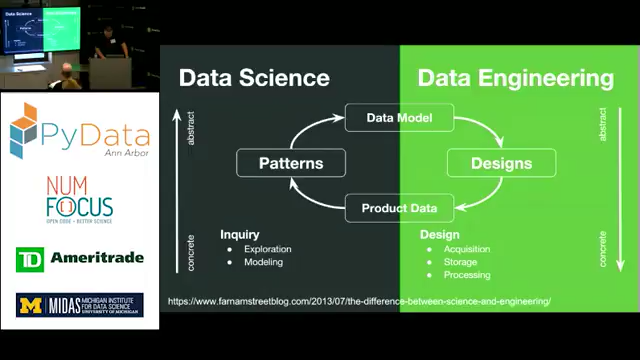 PyData
Ann Arbor
NUM
FOCUS
OPEN CODE = BETTER SCIENCE
TD Ameritrade
M MIDAS MICHIGAN INSTITUTE
FOR DATA SCIENCE
UNIVERSITY OF MICHIGAN
Data Science
Data Engineering
abstract
concrete
Data Model
Patterns
Designs
Product Data
Inquiry
● Exploration
● Modeling
Design
● Acquisition
● Storage
● Processing
abstract
concrete
https://www.farnamstreetblog.com/2013/07/the-difference-between-science-and-engineering/